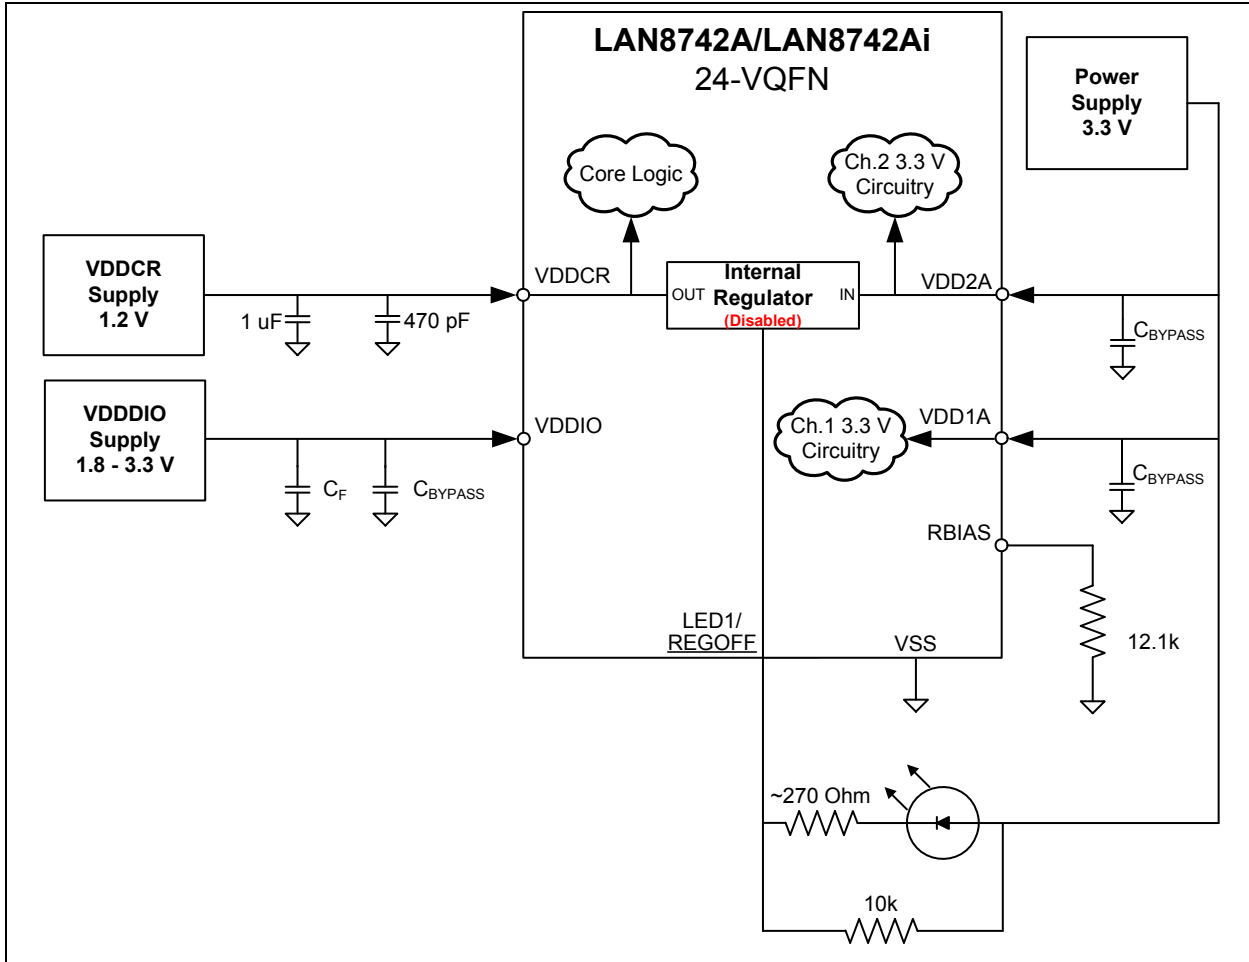 LAN8742A/LAN8742Ai
24-VQFN
Power
Supply
3.3 V
Core Logic
Ch.2 3.3 V
Circuitry
VDDCR
Supply
1.2 V
VDDCR
OUT
Internal
Regulator
(Disabled)
IN
VDD2A
1 uF
470 pF
CBYPASS
VDDDIO
Supply
1.8 - 3.3 V
VDDIO
Ch.1 3.3 V
Circuitry
VDD1A
CF
CBYPASS
CBYPASS
RBIAS
LED1/
REGOFF
VSS
12.1k
~270 Ohm
10k